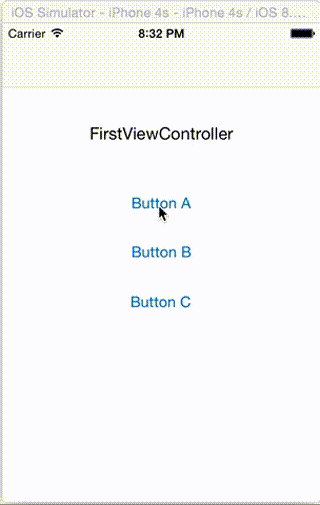 iOS Simulator - iPhone 4s - iPhone 4s / iOS 8....
Carrier 8:32 PM
FirstViewController
Button A
Button B
Button C